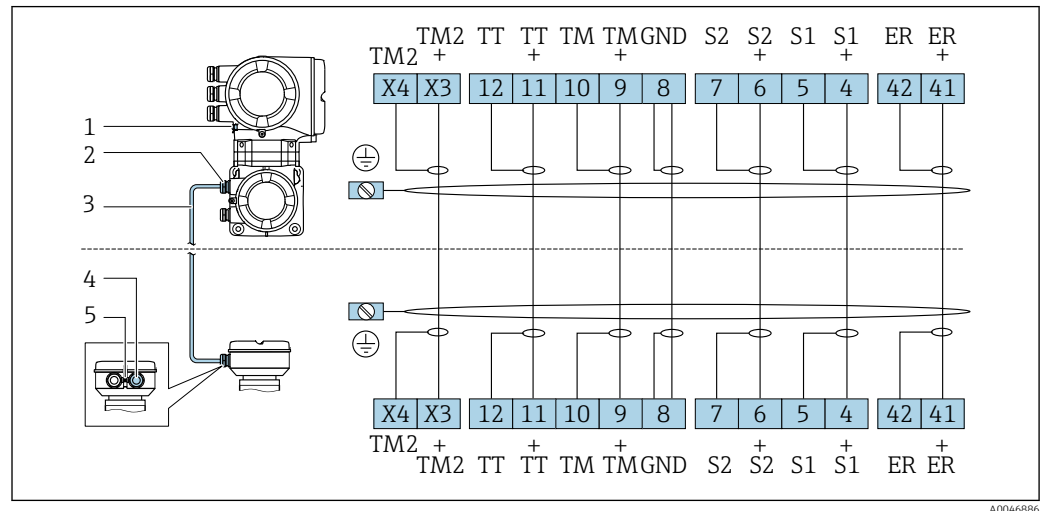 TM2 TT TT TM TM GND S2 S2 S1 S1 ER ER
TM2 + + + + + +
X4 X3 12 11 10 9 8 7 6 5 4 42 41
1
2
3
4
5
X4 X3 12 11 10 9 8 7 6 5 4 42 41
TM2 + + + + + +
TM2 TT TT TM TM GND S2 S2 S1 S1 ER ER
A0046886